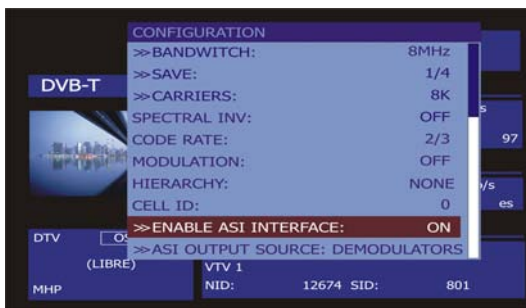 CONFIGURATION
>>BANDWITCH: 8MHz
>>SAVE: 1/4
>>CARRIERS: 8K
SPECTRAL INV: OFF
CODE RATE: 2/3
MODULATION: OFF
HIERARCHY: NONE
CELL ID: 0
>>ENABLE ASI INTERFACE: ON
>>ASI OUTPUT SOURCE: DEMODULATORS
DVB-T
s
97
/s
es
DTV
(LIBRE)
MHP
VTV 1
NID: 12674 SID: 801